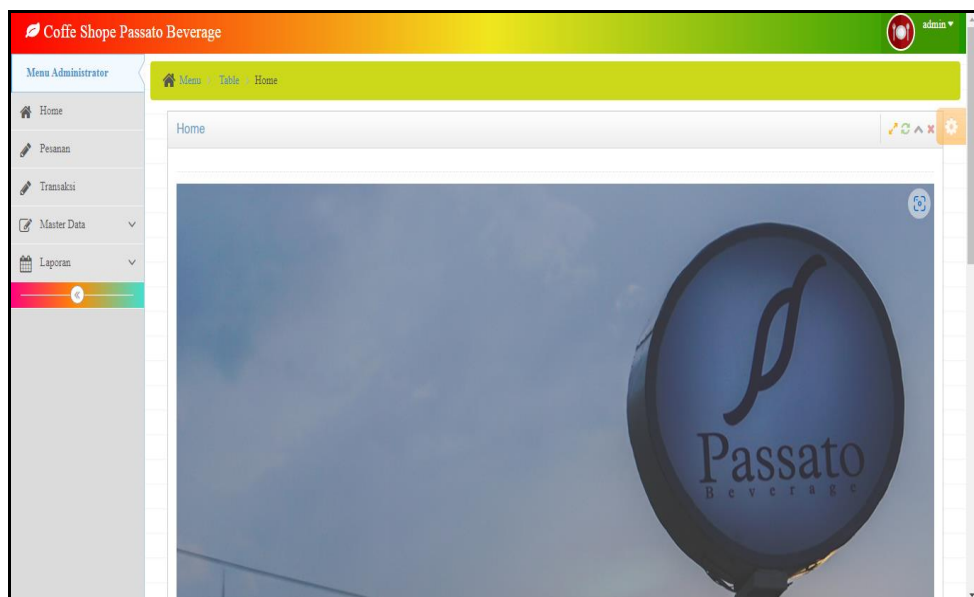 Coffe Shope Passato Beverage
admin
Menu Administrator
Menu > Table > Home
Home
Pesanan
Transaksi
Master Data
Laporan
Home
Passato
Beverage